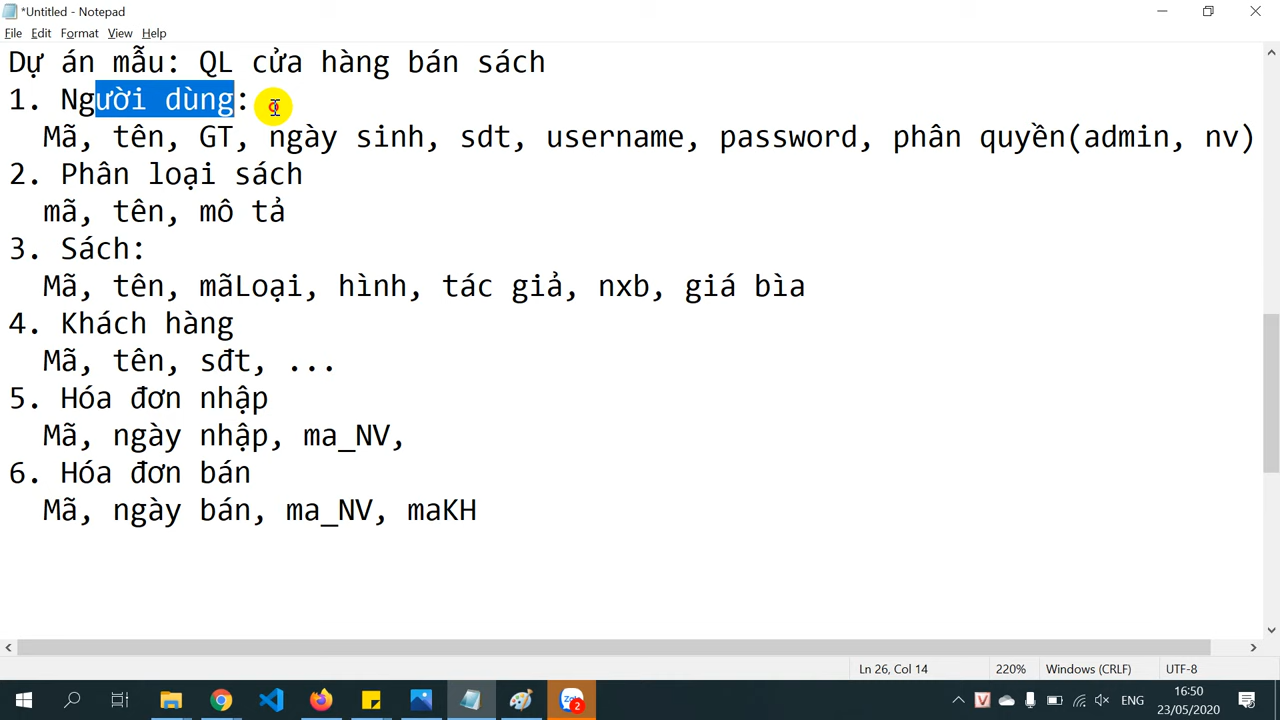 *Untitled - Notepad
File Edit Format View Help
Dự án mẫu: QL cửa hàng bán sách
1. Người dùng:
Mã, tên, GT, ngày sinh, sdt, username, password, phân quyền(admin, nv)
2. Phân loại sách
mã, tên, mô tả
3. Sách:
Mã, tên, mãLoại, hình, tác giả, nxb, giá bìa
4. Khách hàng
Mã, tên, sđt, ...
5. Hóa đơn nhập
Mã, ngày nhập, ma_NV,
6. Hóa đơn bán
Mã, ngày bán, ma_NV, maKH
Ln 26, Col 14 220% Windows (CRLF) UTF-8
Zalo 2 V ENG 16:50
23/05/2020